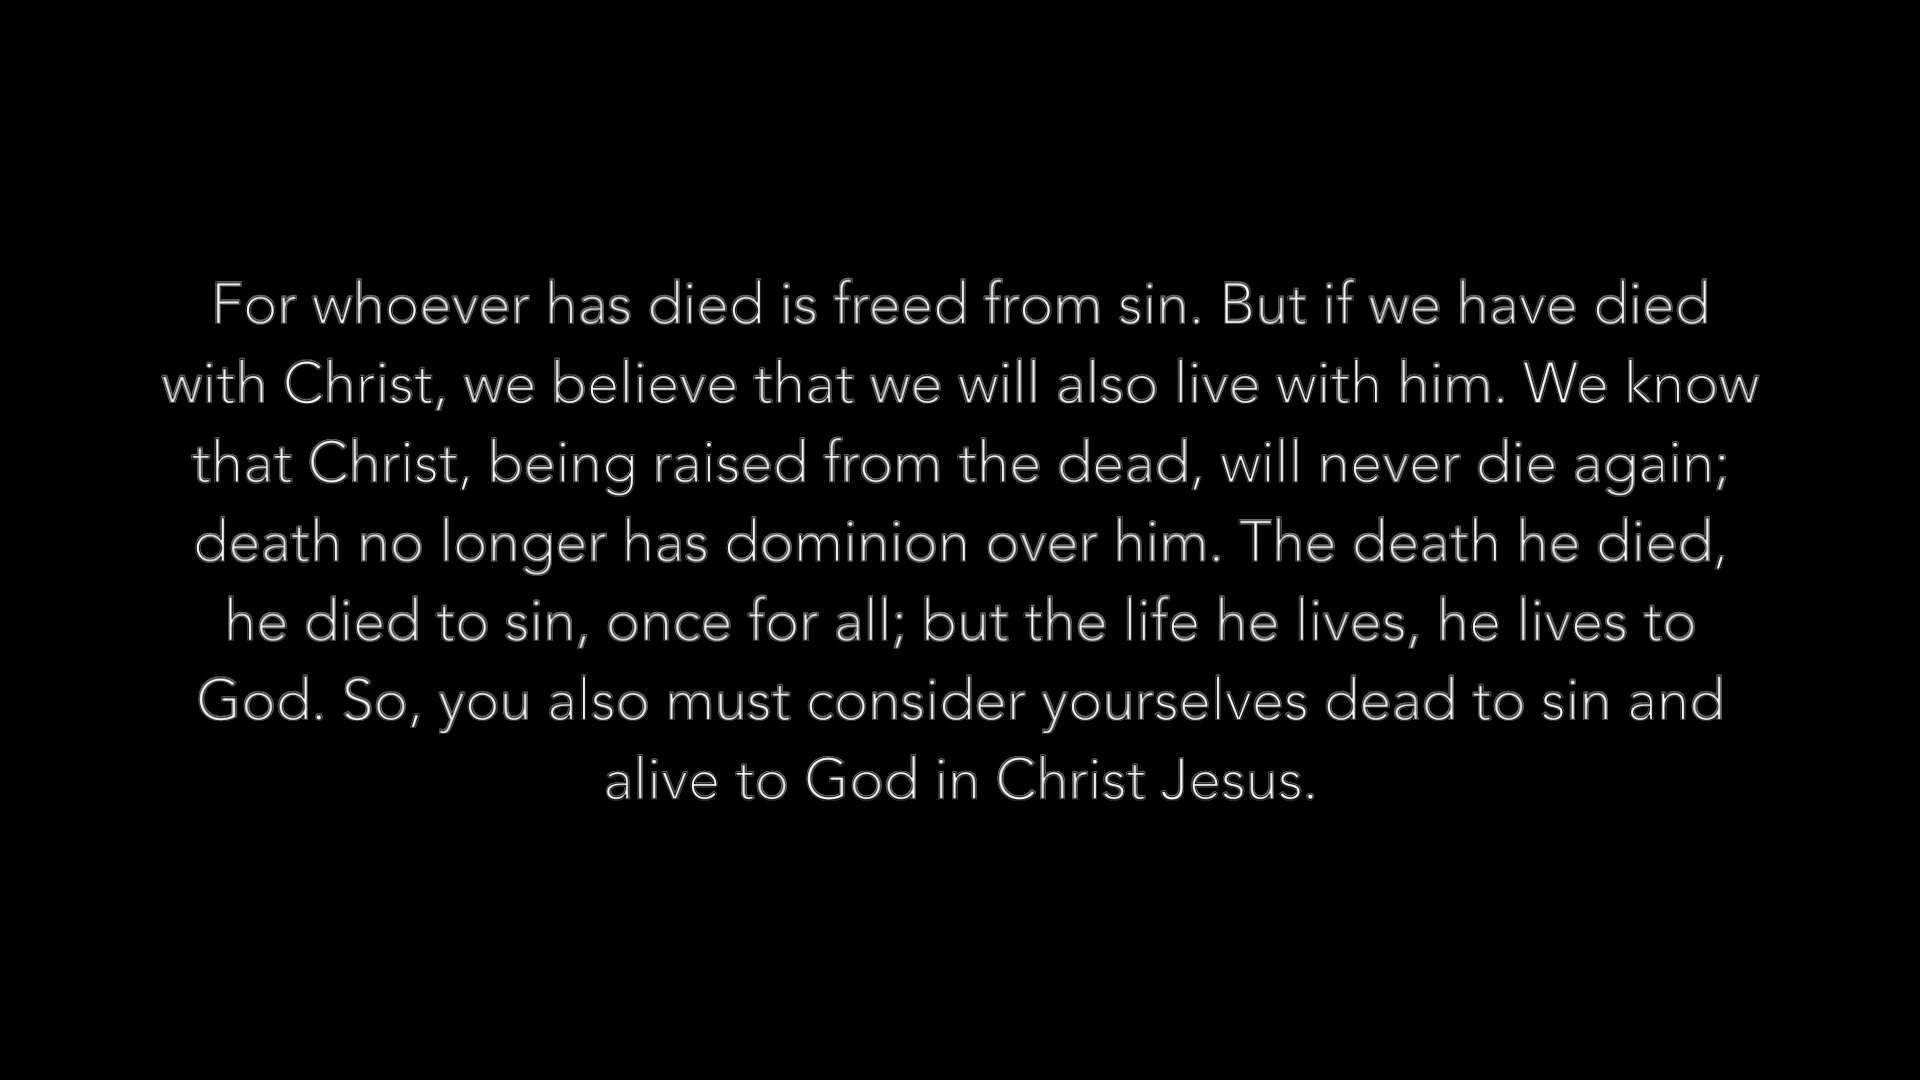 For whoever has died is freed from sin. But if we have died
with Christ, we believe that we will also live with him. We know
that Christ, being raised from the dead, will never die again;
death no longer has dominion over him. The death he died,
he died to sin, once for all; but the life he lives, he lives to
God. So, you also must consider yourselves dead to sin and
alive to God in Christ Jesus.